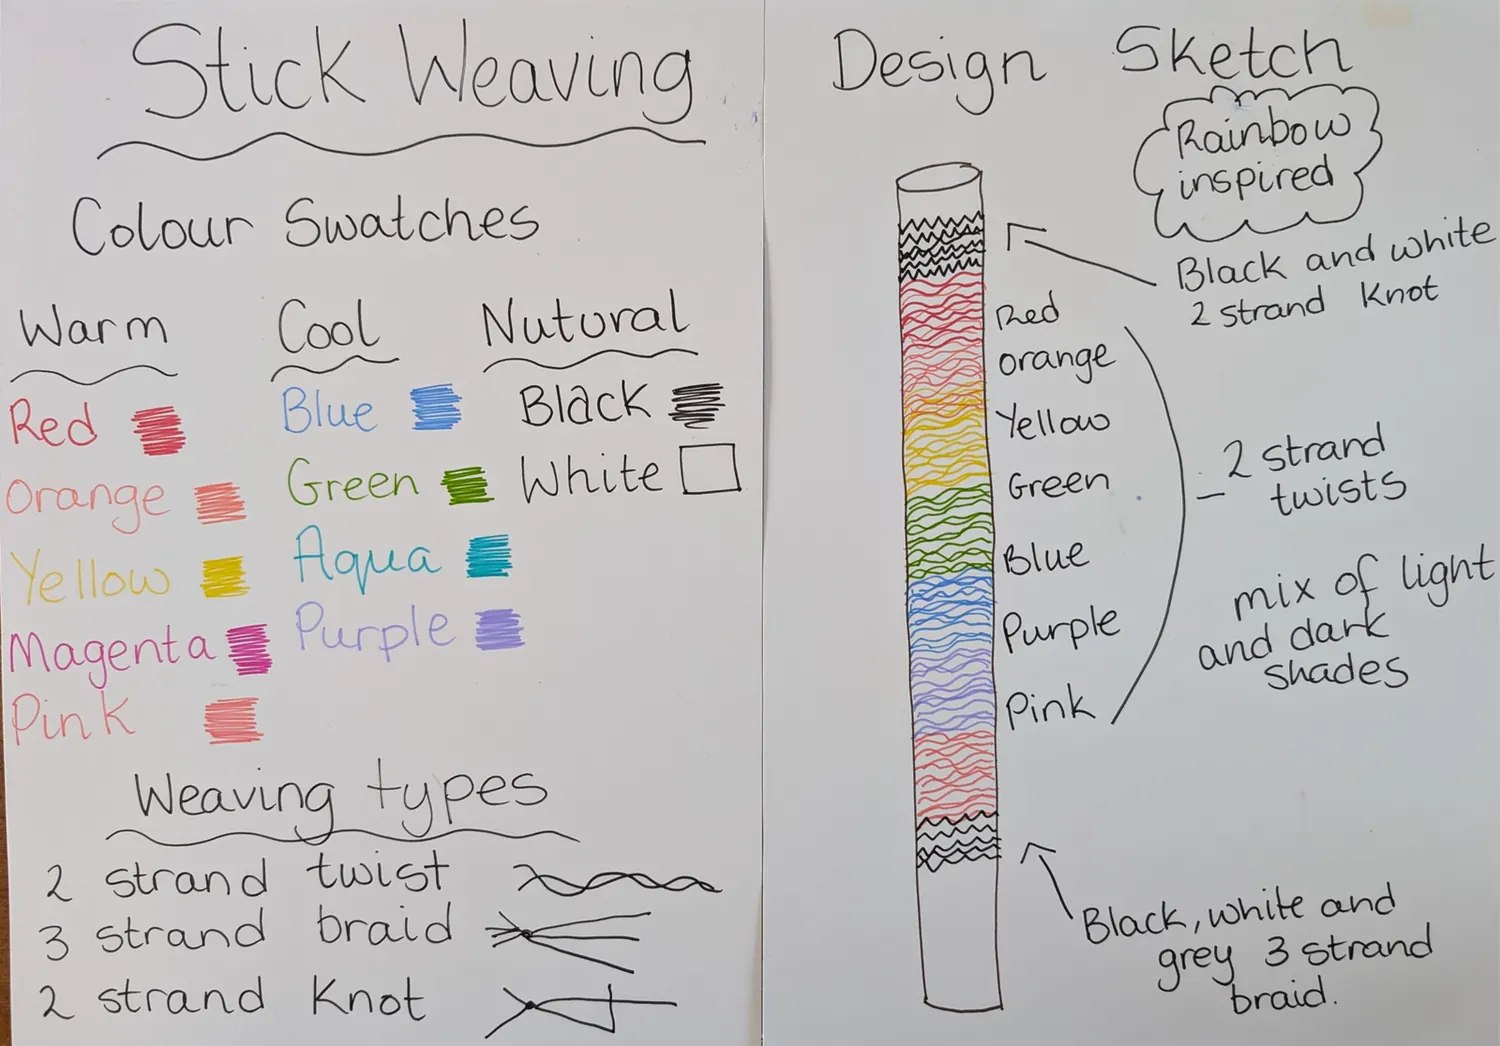 Stick Weaving
Colour Swatches
Warm
Red
Orange
Yellow
Magenta
Pink
Cool
Blue
Green
Aqua
Purple
Nutural
Black
White
Weaving types
2 strand twist
3 strand braid
2 strand Knot
Design Sketch
Rainbow
inspired
Black and white
2 strand Knot
Red
orange
Yellow
Green
Blue
Purple
Pink
– 2 strand
twists
mix of light
and dark
shades
Black, white and
grey 3 strand
braid.